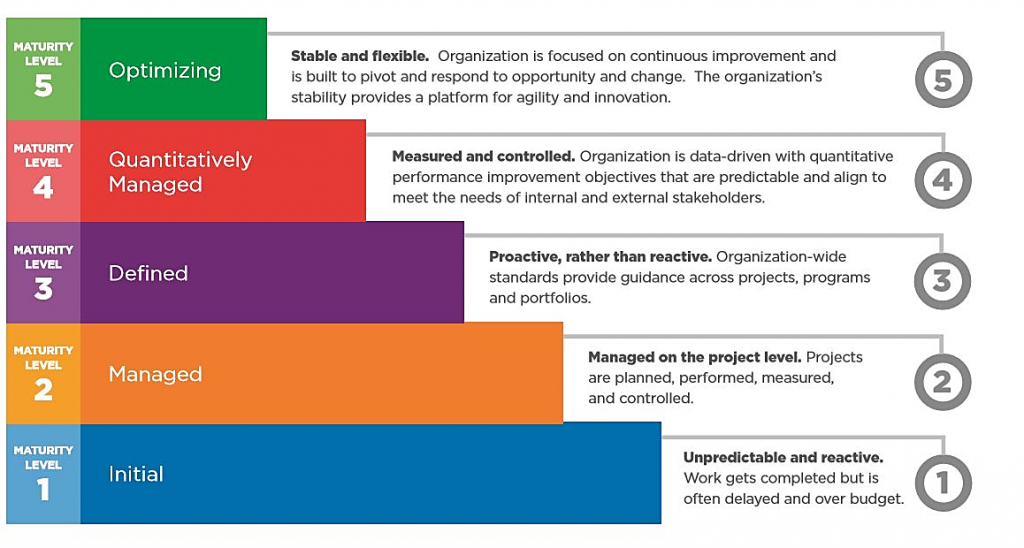 MATURITY
LEVEL
5
Optimizing
Stable and flexible. Organization is focused on continuous improvement and
is built to pivot and respond to opportunity and change. The organization's
stability provides a platform for agility and innovation.
5
MATURITY
LEVEL
4
Quantitatively
Managed
Measured and controlled. Organization is data-driven with quantitative
performance improvement objectives that are predictable and align to
meet the needs of internal and external stakeholders.
4
MATURITY
LEVEL
3
Defined
Proactive, rather than reactive. Organization-wide
standards provide guidance across projects, programs
and portfolios.
3
MATURITY
LEVEL
2
Managed
Managed on the project level. Projects
are planned, performed, measured,
and controlled.
2
MATURITY
LEVEL
1
Initial
Unpredictable and reactive.
Work gets completed but is
often delayed and over budget.
1